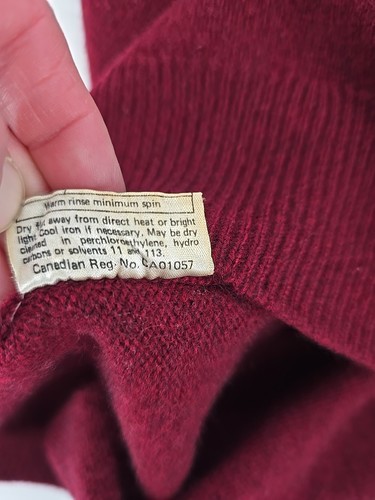 Warm rinse minimum spin
Dry flat away from direct heat or bright
light Cool iron if necessary. May be dry
cleaned in perchloroethylene, hydro
carbons or solvents 11 and 113.
Canadian Reg. No. CA01057